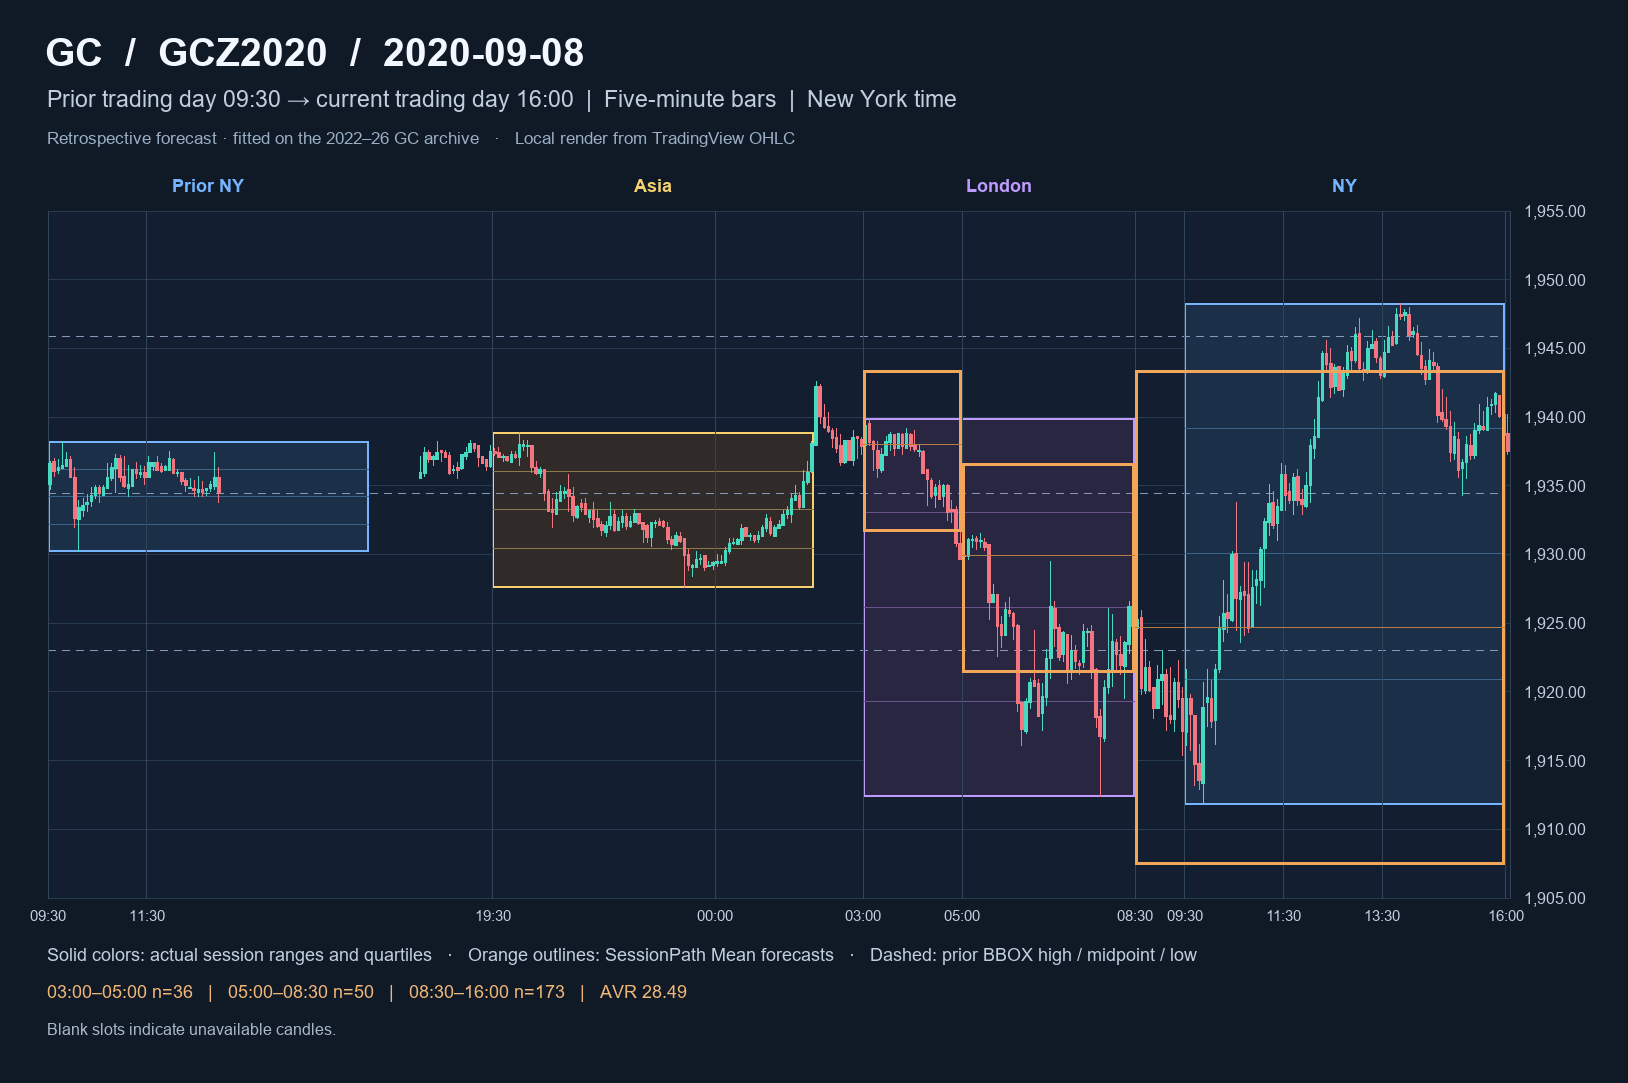 GC / GCZ2020 / 2020-09-08
Prior trading day 09:30 → current trading day 16:00 | Five-minute bars | New York time
Retrospective forecast · fitted on the 2022–26 GC archive · Local render from TradingView OHLC
Prior NY Asia London NY
1,955.00
1,950.00
1,945.00
1,940.00
1,935.00
1,930.00
1,925.00
1,920.00
1,915.00
1,910.00
1,905.00
09:30 11:30 19:30 00:00 03:00 05:00 08:30 09:30 11:30 13:30 16:00
Solid colors: actual session ranges and quartiles · Orange outlines: SessionPath Mean forecasts · Dashed: prior BBOX high / midpoint / low
03:00–05:00 n=36 | 05:00–08:30 n=50 | 08:30–16:00 n=173 | AVR 28.49
Blank slots indicate unavailable candles.